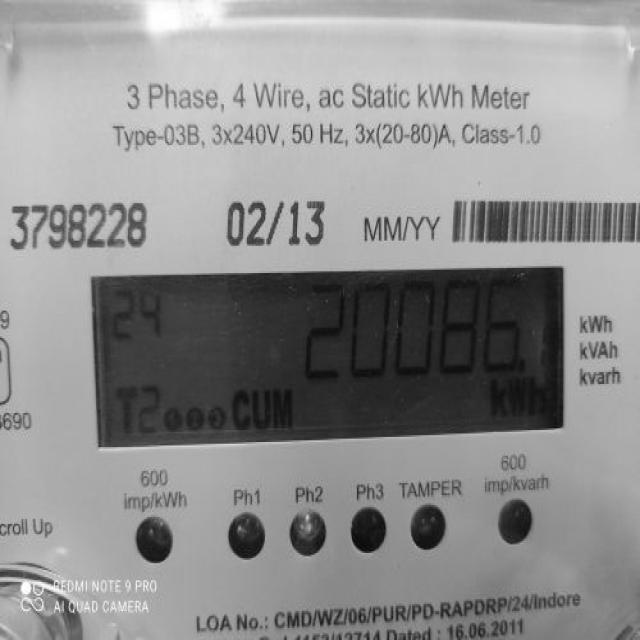 3 Phase, 4 Wire, ac Static kWh Meter
Type-03B, 3x240V, 50 Hz, 3x(20-80)A, Class-1.0
3798228 02/13 MM/YY
24 20086.
T2 CUM kWh
kWh
kVAh
kvarh
9
690
600 imp/kWh
Ph1 Ph2 Ph3 TAMPER
600 imp/kvarh
croll Up
REDMI NOTE 9 PRO
AI QUAD CAMERA
LOA No.: CMD/WZ/06/PUR/PD-RAPDRP/24/Indore
Dated : 16.06.2011